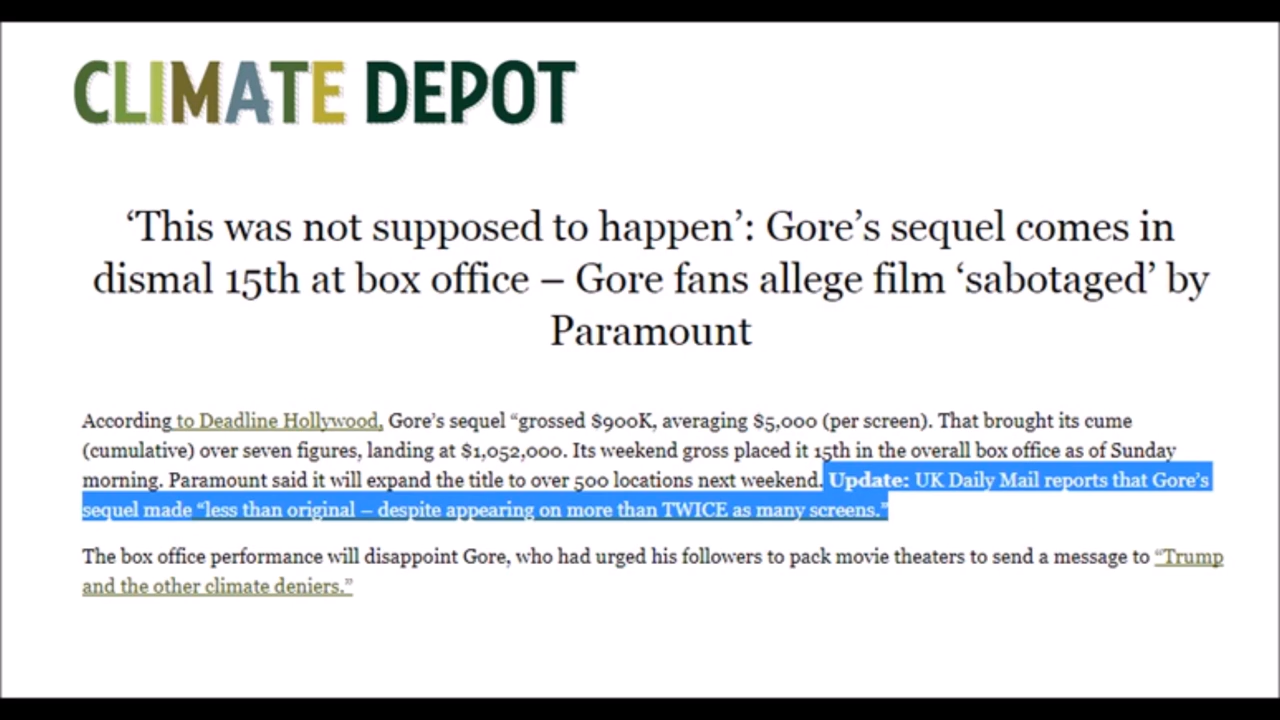 CLIMATE DEPOT
‘This was not supposed to happen’: Gore’s sequel comes in
dismal 15th at box office – Gore fans allege film ‘sabotaged’ by
Paramount
According to Deadline Hollywood, Gore’s sequel “grossed $900K, averaging $5,000 (per screen). That brought its cume
(cumulative) over seven figures, landing at $1,052,000. Its weekend gross placed it 15th in the overall box office as of Sunday
morning. Paramount said it will expand the title to over 500 locations next weekend. Update: UK Daily Mail reports that Gore’s
sequel made “less than original – despite appearing on more than TWICE as many screens.”
The box office performance will disappoint Gore, who had urged his followers to pack movie theaters to send a message to “Trump
and the other climate deniers.”